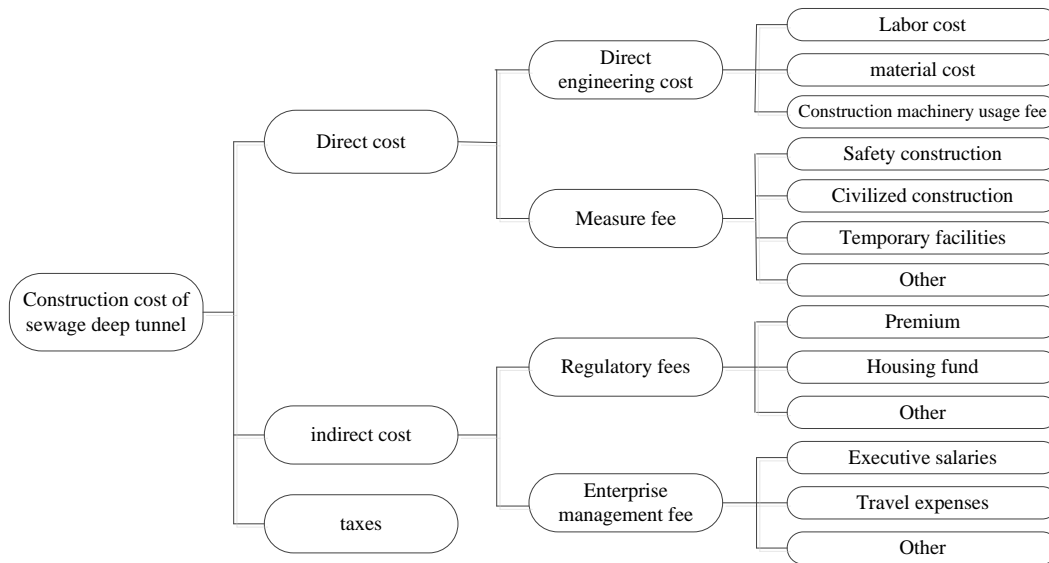 Construction cost of
sewage deep tunnel
Direct cost
indirect cost
taxes
Direct
engineering cost
Measure fee
Regulatory fees
Enterprise
management fee
Labor cost
material cost
Construction machinery usage fee
Safety construction
Civilized construction
Temporary facilities
Other
Premium
Housing fund
Other
Executive salaries
Travel expenses
Other